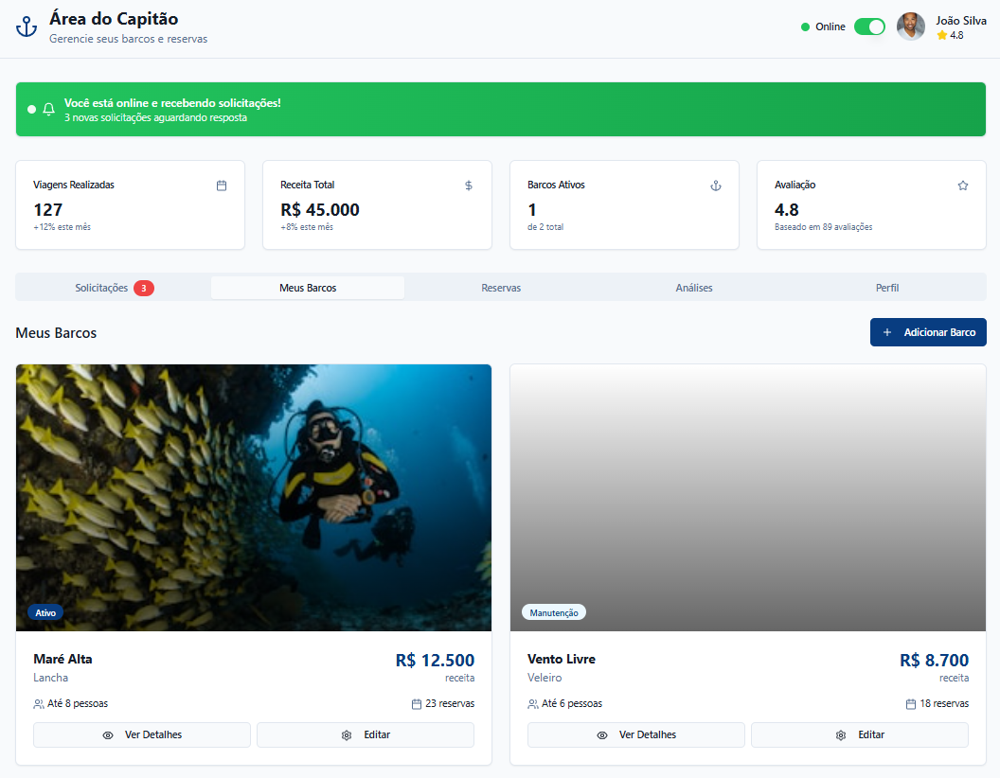 Área do Capitão
Gerencie seus barcos e reservas
Online
João Silva
4.8
Você está online e recebendo solicitações!
3 novas solicitações aguardando resposta
Viagens Realizadas
127
+12% este mês
Receita Total
R$ 45.000
+8% este mês
Barcos Ativos
1
de 2 total
Avaliação
4.8
Baseado em 89 avaliações
Solicitações 3
Meus Barcos
Reservas
Análises
Perfil
Meus Barcos
+ Adicionar Barco
Ativo
Maré Alta
R$ 12.500
Lancha
receita
Até 8 pessoas
23 reservas
Ver Detalhes
Editar
Manutenção
Vento Livre
R$ 8.700
Veleiro
receita
Até 6 pessoas
18 reservas
Ver Detalhes
Editar